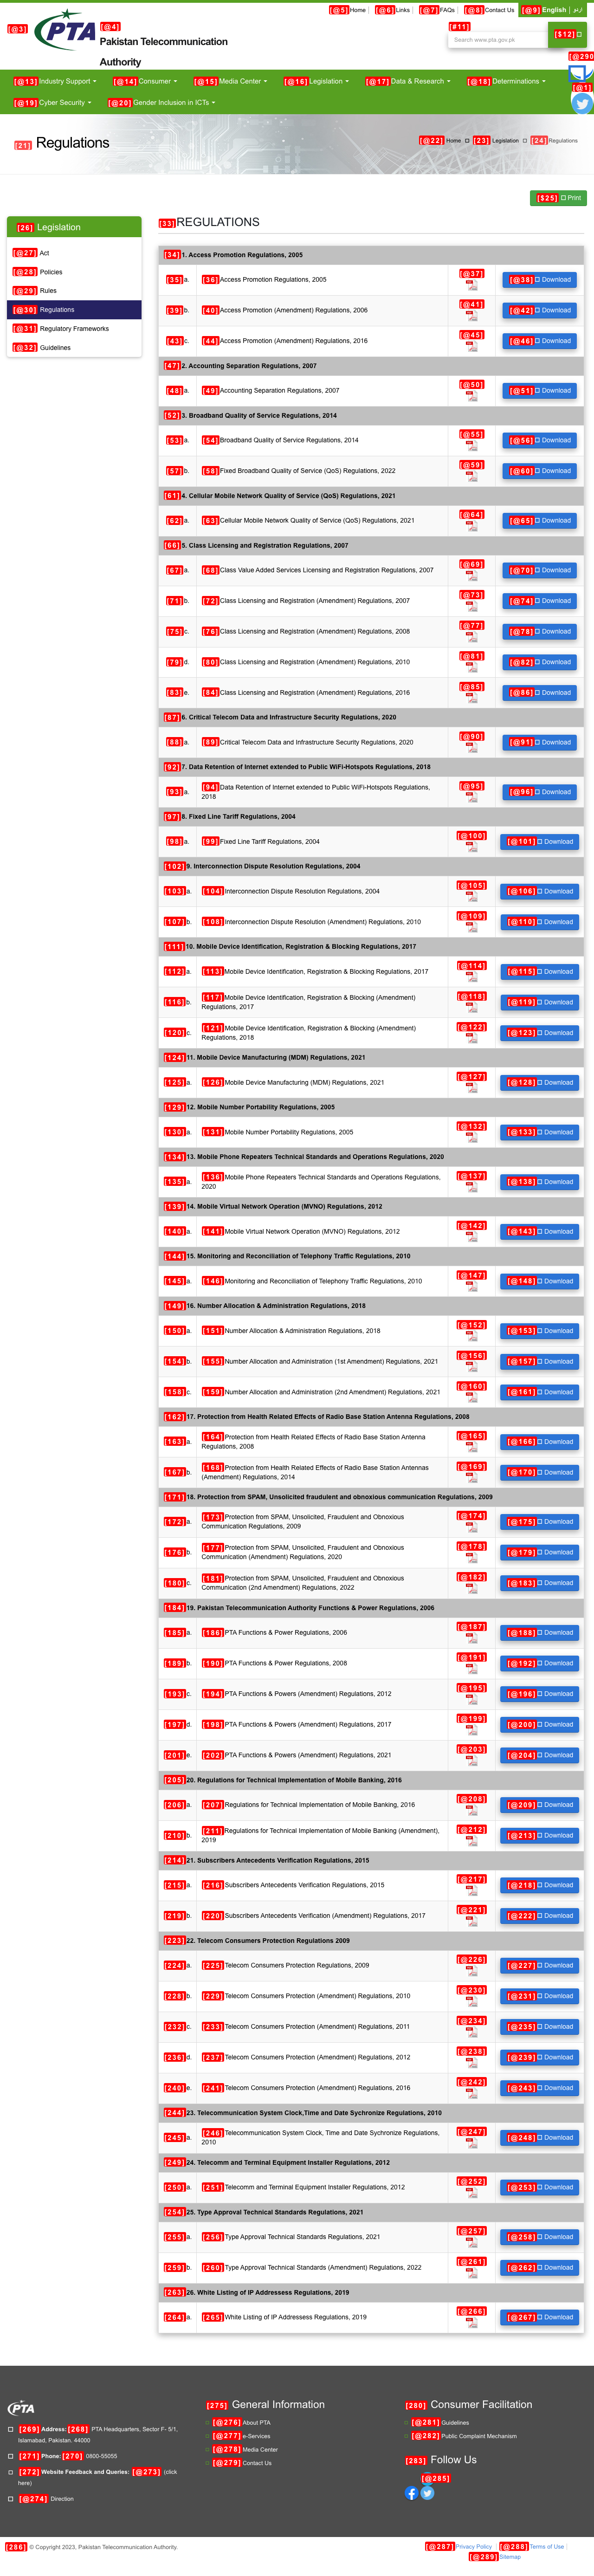 [@5] Home [@6] Links [@7] FAQs [@8] Contact Us [@9] English اردو
[@3] PTA [@4]
Pakistan Telecommunication
Authority
[#11]
Search www.pta.gov.pk [$12]
[@290
[@1]
[@13] Industry Support [@14] Consumer [@15] Media Center [@16] Legislation [@17] Data & Research [@18] Determinations
[@19] Cyber Security [@20] Gender Inclusion in ICTs
[21] Regulations
[@22] Home [23] Legislation [24] Regulations
[$25] Print
[26] Legislation
[@27] Act
[@28] Policies
[@29] Rules
[@30] Regulations
[@31] Regulatory Frameworks
[@32] Guidelines
[33] REGULATIONS
[34] 1. Access Promotion Regulations, 2005
[35] a. [36] Access Promotion Regulations, 2005 [@37] [@38] Download
[39] b. [40] Access Promotion (Amendment) Regulations, 2006 [@41] [@42] Download
[43] c. [44] Access Promotion (Amendment) Regulations, 2016 [@45] [@46] Download
[47] 2. Accounting Separation Regulations, 2007
[48] a. [49] Accounting Separation Regulations, 2007 [@50] [@51] Download
[52] 3. Broadband Quality of Service Regulations, 2014
[53] a. [54] Broadband Quality of Service Regulations, 2014 [@55] [@56] Download
[57] b. [58] Fixed Broadband Quality of Service (QoS) Regulations, 2022 [@59] [@60] Download
[61] 4. Cellular Mobile Network Quality of Service (QoS) Regulations, 2021
[62] a. [63] Cellular Mobile Network Quality of Service (QoS) Regulations, 2021 [@64] [@65] Download
[66] 5. Class Licensing and Registration Regulations, 2007
[67] a. [68] Class Value Added Services Licensing and Registration Regulations, 2007 [@69] [@70] Download
[71] b. [72] Class Licensing and Registration (Amendment) Regulations, 2007 [@73] [@74] Download
[75] c. [76] Class Licensing and Registration (Amendment) Regulations, 2008 [@77] [@78] Download
[79] d. [80] Class Licensing and Registration (Amendment) Regulations, 2010 [@81] [@82] Download
[83] e. [84] Class Licensing and Registration (Amendment) Regulations, 2016 [@85] [@86] Download
[87] 6. Critical Telecom Data and Infrastructure Security Regulations, 2020
[88] a. [89] Critical Telecom Data and Infrastructure Security Regulations, 2020 [@90] [@91] Download
[92] 7. Data Retention of Internet extended to Public WiFi-Hotspots Regulations, 2018
[93] a. [94] Data Retention of Internet extended to Public WiFi-Hotspots Regulations,
2018 [@95] [@96] Download
[97] 8. Fixed Line Tariff Regulations, 2004
[98] a. [99] Fixed Line Tariff Regulations, 2004 [@100] [@101] Download
[102] 9. Interconnection Dispute Resolution Regulations, 2004
[103] a. [104] Interconnection Dispute Resolution Regulations, 2004 [@105] [@106] Download
[107] b. [108] Interconnection Dispute Resolution (Amendment) Regulations, 2010 [@109] [@110] Download
[111] 10. Mobile Device Identification, Registration & Blocking Regulations, 2017
[112] a. [113] Mobile Device Identification, Registration & Blocking Regulations, 2017 [@114] [@115] Download
[116] b. [117] Mobile Device Identification, Registration & Blocking (Amendment)
Regulations, 2017 [@118] [@119] Download
[120] c. [121] Mobile Device Identification, Registration & Blocking (Amendment)
Regulations, 2018 [@122] [@123] Download
[124] 11. Mobile Device Manufacturing (MDM) Regulations, 2021
[125] a. [126] Mobile Device Manufacturing (MDM) Regulations, 2021 [@127] [@128] Download
[129] 12. Mobile Number Portability Regulations, 2005
[130] a. [131] Mobile Number Portability Regulations, 2005 [@132] [@133] Download
[134] 13. Mobile Phone Repeaters Technical Standards and Operations Regulations, 2020
[135] a. [136] Mobile Phone Repeaters Technical Standards and Operations Regulations,
2020 [@137] [@138] Download
[139] 14. Mobile Virtual Network Operation (MVNO) Regulations, 2012
[140] a. [141] Mobile Virtual Network Operation (MVNO) Regulations, 2012 [@142] [@143] Download
[144] 15. Monitoring and Reconciliation of Telephony Traffic Regulations, 2010
[145] a. [146] Monitoring and Reconciliation of Telephony Traffic Regulations, 2010 [@147] [@148] Download
[149] 16. Number Allocation & Administration Regulations, 2018
[150] a. [151] Number Allocation & Administration Regulations, 2018 [@152] [@153] Download
[154] b. [155] Number Allocation and Administration (1st Amendment) Regulations, 2021 [@156] [@157] Download
[158] c. [159] Number Allocation and Administration (2nd Amendment) Regulations, 2021 [@160] [@161] Download
[162] 17. Protection from Health Related Effects of Radio Base Station Antenna Regulations, 2008
[163] a. [164] Protection from Health Related Effects of Radio Base Station Antenna
Regulations, 2008 [@165] [@166] Download
[167] b. [168] Protection from Health Related Effects of Radio Base Station Antennas
(Amendment) Regulations, 2014 [@169] [@170] Download
[171] 18. Protection from SPAM, Unsolicited fraudulent and obnoxious communication Regulations, 2009
[172] a. [173] Protection from SPAM, Unsolicited, Fraudulent and Obnoxious
Communication Regulations, 2009 [@174] [@175] Download
[176] b. [177] Protection from SPAM, Unsolicited, Fraudulent and Obnoxious
Communication (Amendment) Regulations, 2020 [@178] [@179] Download
[180] c. [181] Protection from SPAM, Unsolicited, Fraudulent and Obnoxious
Communication (2nd Amendment) Regulations, 2022 [@182] [@183] Download
[184] 19. Pakistan Telecommunication Authority Functions & Power Regulations, 2006
[185] a. [186] PTA Functions & Power Regulations, 2006 [@187] [@188] Download
[189] b. [190] PTA Functions & Power Regulations, 2008 [@191] [@192] Download
[193] c. [194] PTA Functions & Powers (Amendment) Regulations, 2012 [@195] [@196] Download
[197] d. [198] PTA Functions & Powers (Amendment) Regulations, 2017 [@199] [@200] Download
[201] e. [202] PTA Functions & Powers (Amendment) Regulations, 2021 [@203] [@204] Download
[205] 20. Regulations for Technical Implementation of Mobile Banking, 2016
[206] a. [207] Regulations for Technical Implementation of Mobile Banking, 2016 [@208] [@209] Download
[210] b. [211] Regulations for Technical Implementation of Mobile Banking (Amendment),
2019 [@212] [@213] Download
[214] 21. Subscribers Antecedents Verification Regulations, 2015
[215] a. [216] Subscribers Antecedents Verification Regulations, 2015 [@217] [@218] Download
[219] b. [220] Subscribers Antecedents Verification (Amendment) Regulations, 2017 [@221] [@222] Download
[223] 22. Telecom Consumers Protection Regulations 2009
[224] a. [225] Telecom Consumers Protection Regulations, 2009 [@226] [@227] Download
[228] b. [229] Telecom Consumers Protection (Amendment) Regulations, 2010 [@230] [@231] Download
[232] c. [233] Telecom Consumers Protection (Amendment) Regulations, 2011 [@234] [@235] Download
[236] d. [237] Telecom Consumers Protection (Amendment) Regulations, 2012 [@238] [@239] Download
[240] e. [241] Telecom Consumers Protection (Amendment) Regulations, 2016 [@242] [@243] Download
[244] 23. Telecommunication System Clock,Time and Date Sychronize Regulations, 2010
[245] a. [246] Telecommunication System Clock, Time and Date Sychronize Regulations,
2010 [@247] [@248] Download
[249] 24. Telecomm and Terminal Equipment Installer Regulations, 2012
[250] a. [251] Telecomm and Terminal Equipment Installer Regulations, 2012 [@252] [@253] Download
[254] 25. Type Approval Technical Standards Regulations, 2021
[255] a. [256] Type Approval Technical Standards Regulations, 2021 [@257] [@258] Download
[259] b. [260] Type Approval Technical Standards (Amendment) Regulations, 2022 [@261] [@262] Download
[263] 26. White Listing of IP Addressess Regulations, 2019
[264] a. [265] White Listing of IP Addressess Regulations, 2019 [@266] [@267] Download
PTA
[269] Address: [268] PTA Headquarters, Sector F- 5/1,
Islamabad, Pakistan, 44000
[271] Phone: [270] 0800-55055
[272] Website Feedback and Queries: [@273] (click
here)
[@274] Direction
[275] General Information
[@276] About PTA
[@277] e-Services
[@278] Media Center
[@279] Contact Us
[280] Consumer Facilitation
[@281] Guidelines
[@282] Public Complaint Mechanism
[283] Follow Us
[@285]
[286] © Copyright 2023, Pakistan Telecommunication Authority.
[@287] Privacy Policy [@288] Terms of Use
[@289] Sitemap